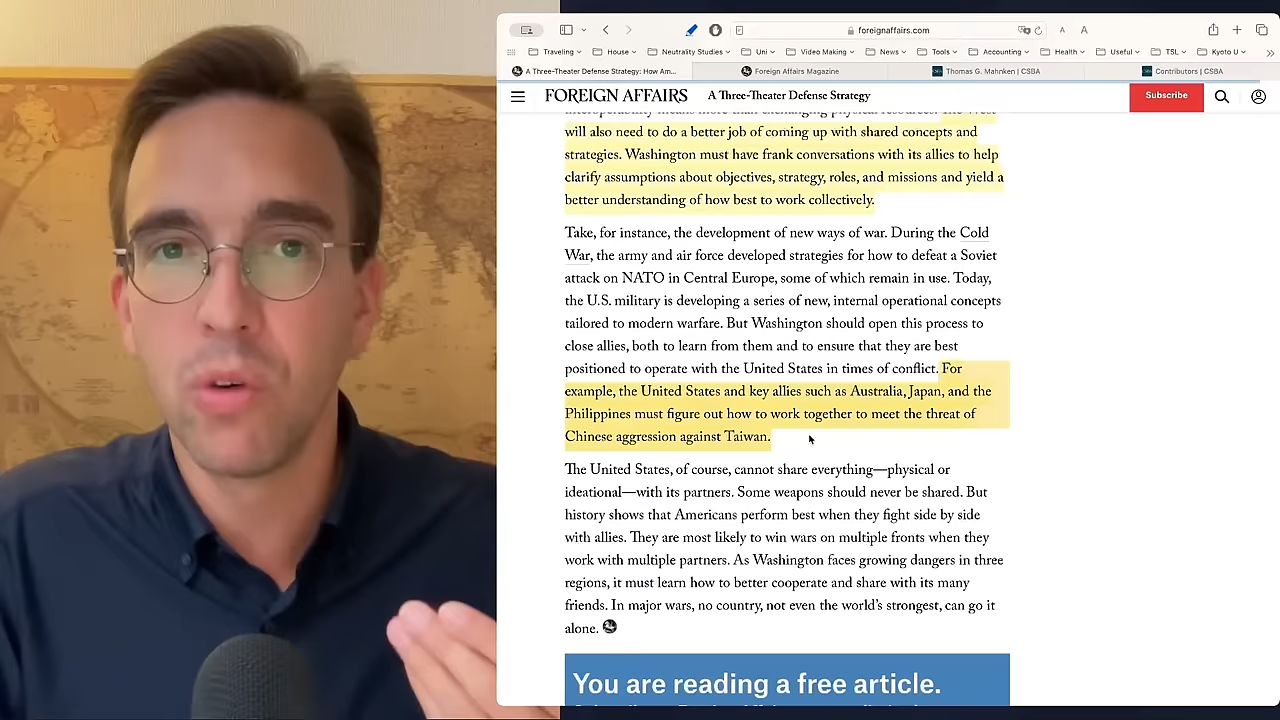 foreignaffairs.com
A
A
Traveling
House
Neutrality Studies
Uni
Video Making
News
Tools
Accounting
Health
Useful
TSL
Kyoto U
A Three-Theater Defense Strategy: How Am...
Foreign Affairs Magazine
Thomas G. Mahnken | CSBA
Contributors | CSBA
FOREIGN AFFAIRS
A Three-Theater Defense Strategy
Subscribe
interoperability means more than exchanging physical resources. The West
will also need to do a better job of coming up with shared concepts and
strategies. Washington must have frank conversations with its allies to help
clarify assumptions about objectives, strategy, roles, and missions and yield a
better understanding of how best to work collectively.
Take, for instance, the development of new ways of war. During the Cold
War, the army and air force developed strategies for how to defeat a Soviet
attack on NATO in Central Europe, some of which remain in use. Today,
the U.S. military is developing a series of new, internal operational concepts
tailored to modern warfare. But Washington should open this process to
close allies, both to learn from them and to ensure that they are best
positioned to operate with the United States in times of conflict. For
example, the United States and key allies such as Australia, Japan, and the
Philippines must figure out how to work together to meet the threat of
Chinese aggression against Taiwan.
The United States, of course, cannot share everything—physical or
ideational—with its partners. Some weapons should never be shared. But
history shows that Americans perform best when they fight side by side
with allies. They are most likely to win wars on multiple fronts when they
work with multiple partners. As Washington faces growing dangers in three
regions, it must learn how to better cooperate and share with its many
friends. In major wars, no country, not even the world's strongest, can go it
alone.
You are reading a free article.